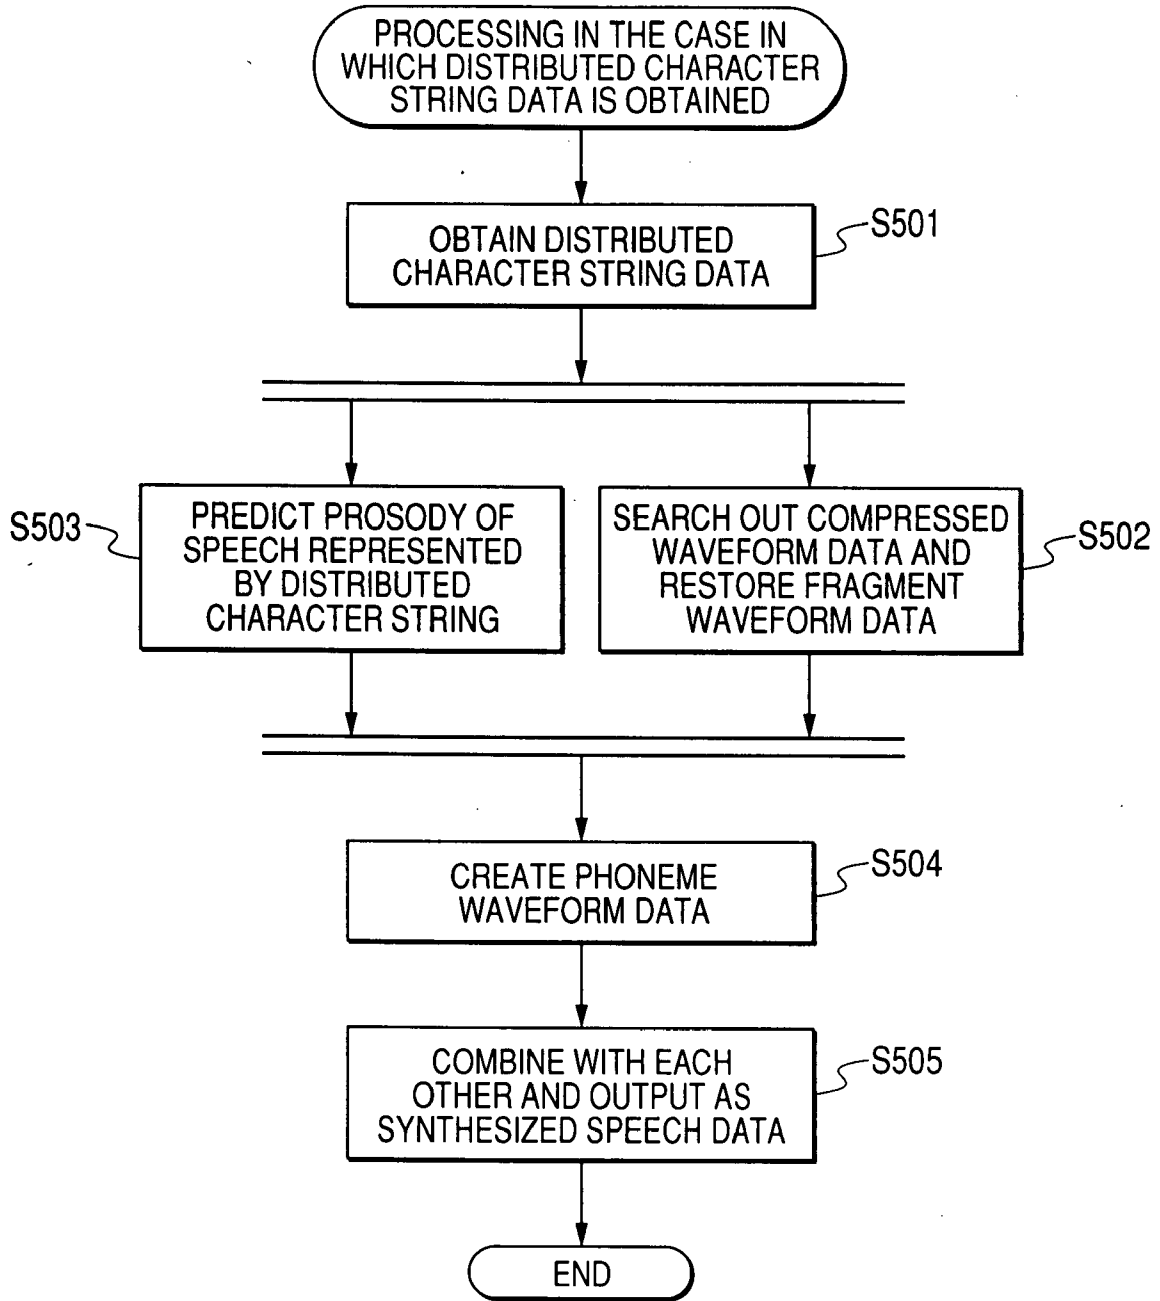 PROCESSING IN THE CASE IN
WHICH DISTRIBUTED CHARACTER
STRING DATA IS OBTAINED
S501
OBTAIN DISTRIBUTED
CHARACTER STRING DATA
S503
PREDICT PROSODY OF
SPEECH REPRESENTED
BY DISTRIBUTED
CHARACTER STRING
SEARCH OUT COMPRESSED
WAVEFORM DATA AND
RESTORE FRAGMENT
WAVEFORM DATA
S502
CREATE PHONEME
WAVEFORM DATA
S504
COMBINE WITH EACH
OTHER AND OUTPUT AS
SYNTHESIZED SPEECH DATA
S505
END